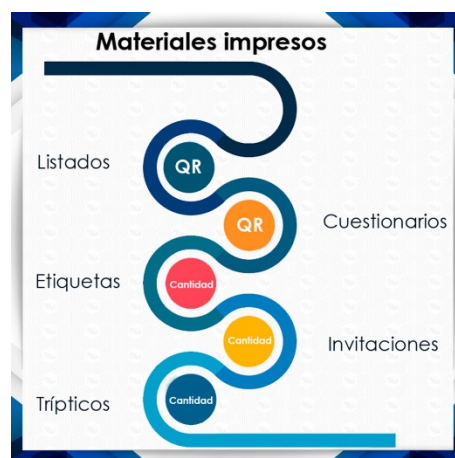 Materiales impresos
Listados
QR
QR
Cuestionarios
Etiquetas
Cantidad
Cantidad
Invitaciones
Trípticos
Cantidad